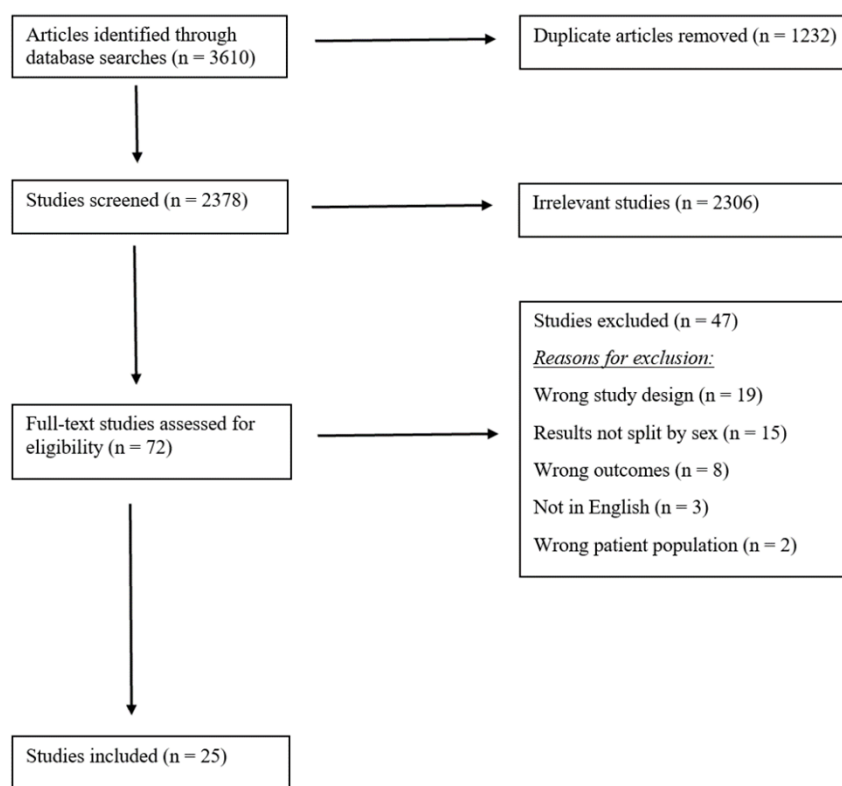 Articles identified through
database searches (n = 3610)
Duplicate articles removed (n = 1232)
Studies screened (n = 2378)
Irrelevant studies (n = 2306)
Full-text studies assessed for
eligibility (n = 72)
Studies excluded (n = 47)
Reasons for exclusion:
Wrong study design (n = 19)
Results not split by sex (n = 15)
Wrong outcomes (n = 8)
Not in English (n = 3)
Wrong patient population (n = 2)
Studies included (n = 25)